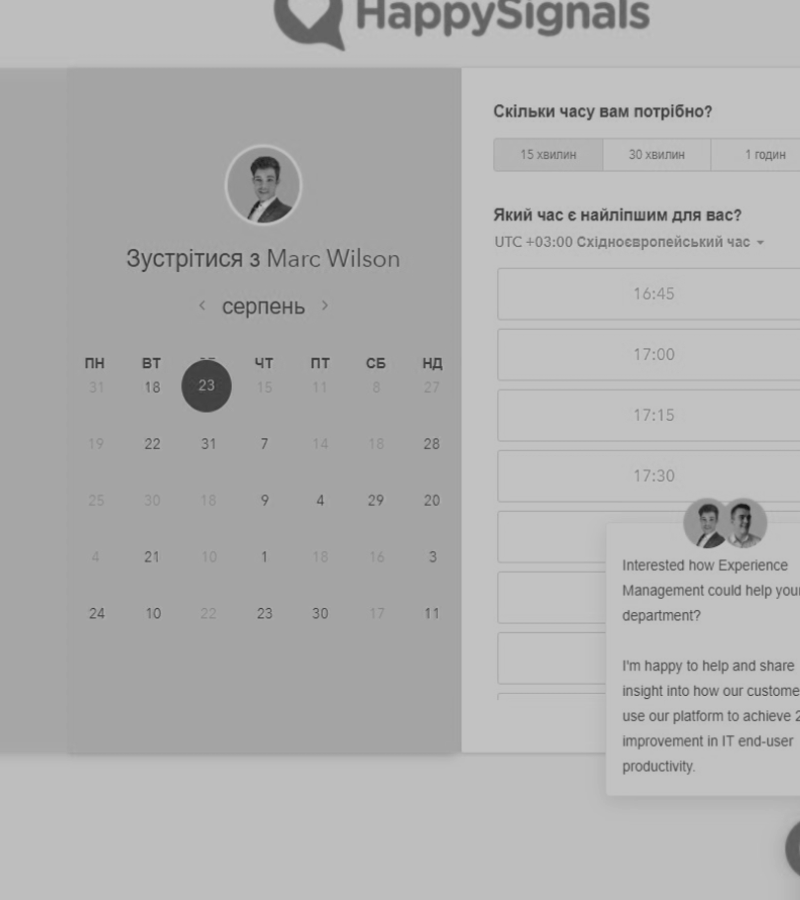 HappySignals
Зустрітися з Marc Wilson
серпень
ПН ВТ ЧТ ПТ СБ НД
31 18 23 15 11 8 27
19 22 31 7 14 18 28
25 30 18 9 4 29 20
4 21 10 1 18 16 3
24 10 22 23 30 17 11
Скільки часу вам потрібно?
15 хвилин 30 хвилин 1 годин
Який час є найліпшим для вас?
UTC +03:00 Східноєвропейський час
16:45
17:00
17:15
17:30
Interested how Experience
Management could help your
department?
I'm happy to help and share
insight into how our custome
use our platform to achieve 2
improvement in IT end-user
productivity.